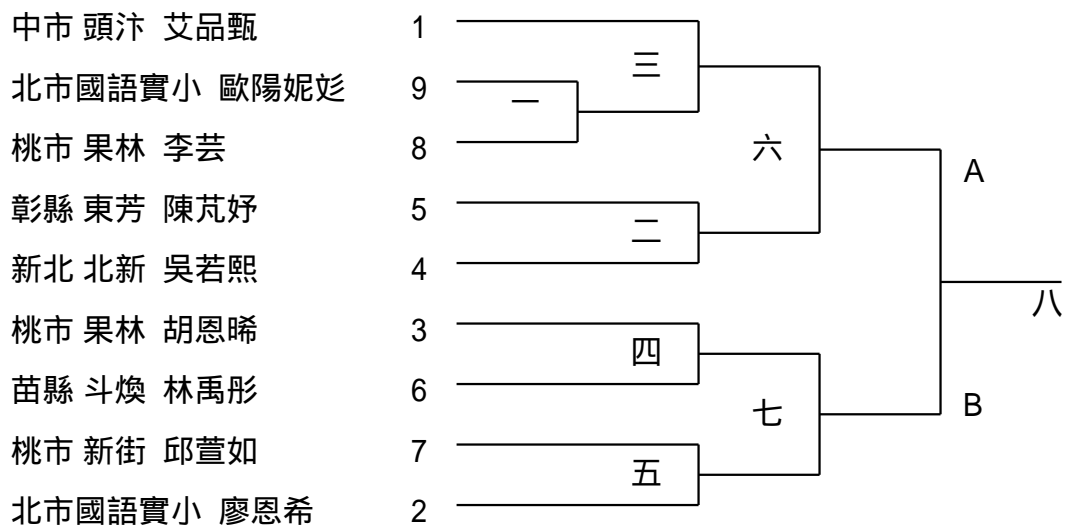 中市 頭汴 艾品甄 1
三
北市國語實小 歐陽妮彣 9
一
桃市 果林 李芸 8
六
A
彰縣 東芳 陳芃妤 5
二
新北 北新 吳若熙 4
八
桃市 果林 胡恩晞 3
四
苗縣 斗煥 林禹彤 6
B
七
桃市 新街 邱萱如 7
五
北市國語實小 廖恩希 2